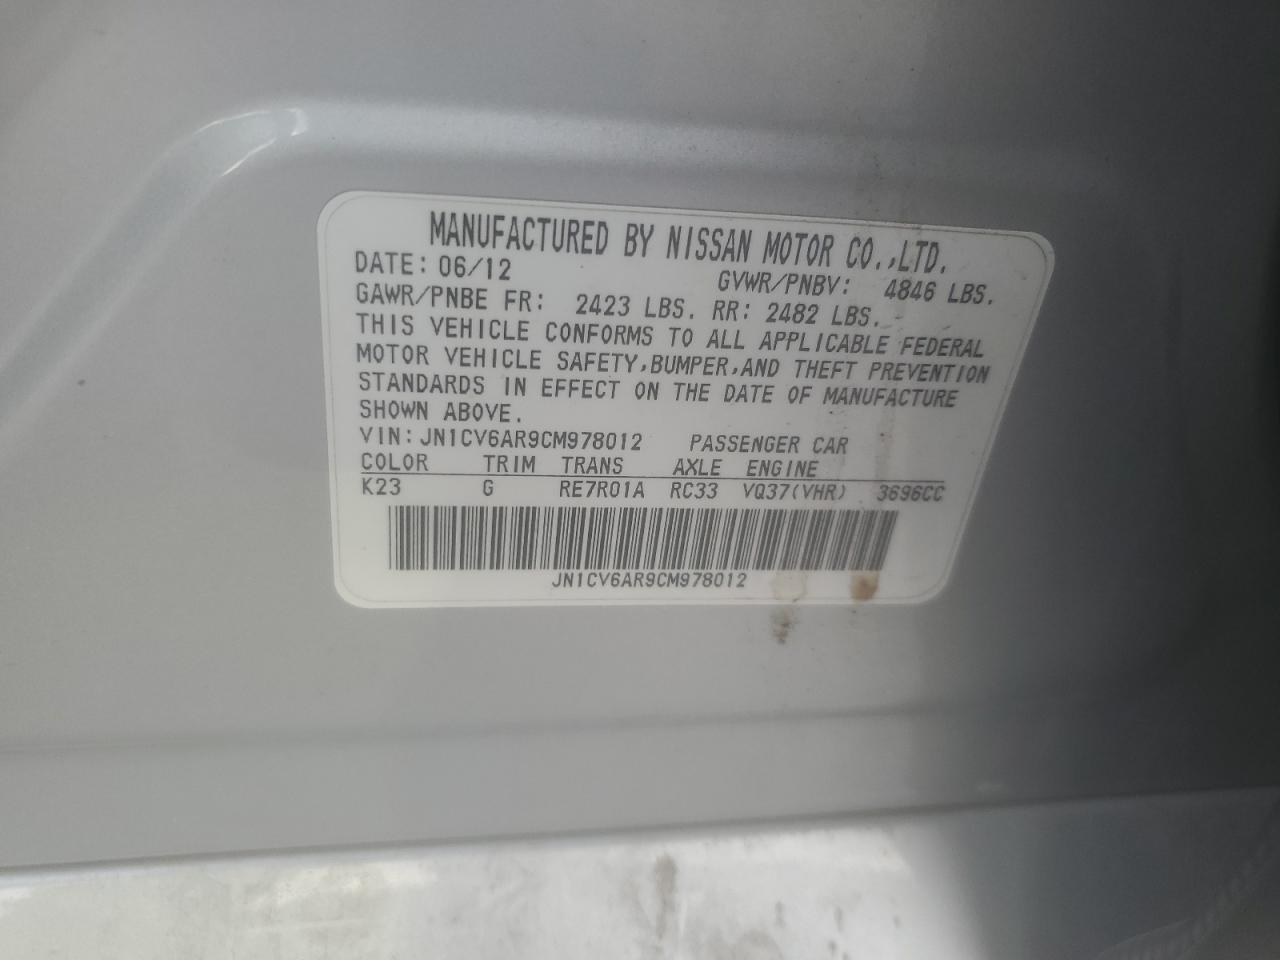 MANUFACTURED BY NISSAN MOTOR CO.,LTD.
DATE: 06/12 GVWR/PNBV: 4846 LBS.
GAWR/PNBE FR: 2423 LBS. RR: 2482 LBS.
THIS VEHICLE CONFORMS TO ALL APPLICABLE FEDERAL
MOTOR VEHICLE SAFETY,BUMPER,AND THEFT PREVENTION
STANDARDS IN EFFECT ON THE DATE OF MANUFACTURE
SHOWN ABOVE.
VIN: JN1CV6AR9CM978012 PASSENGER CAR
COLOR TRIM TRANS AXLE ENGINE
K23 G RE7R01A RC33 VQ37(VHR) 3696CC
JN1CV6AR9CM978012